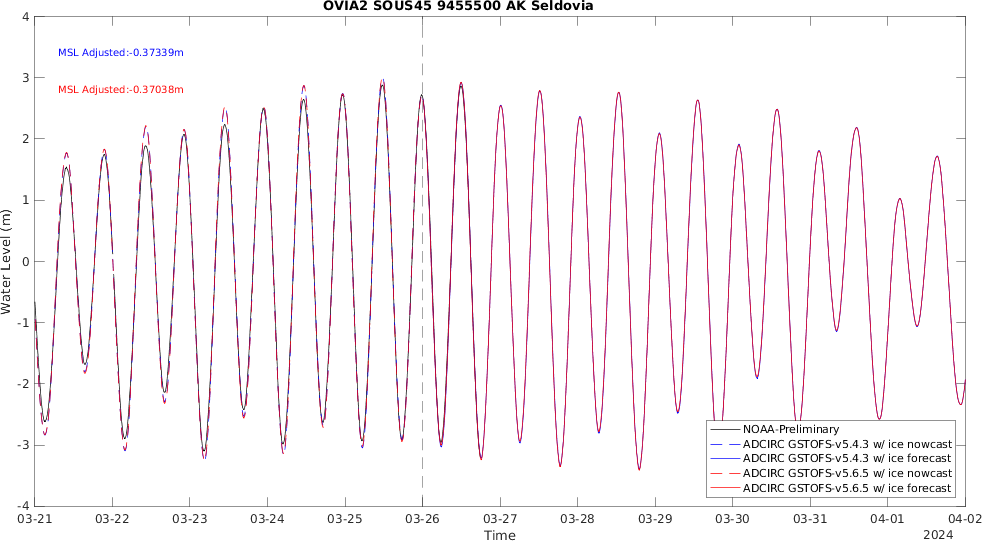 OVIA2 SOUS45 9455500 AK Seldovia
MSL Adjusted:-0.37339m
MSL Adjusted:-0.37038m
Water Level (m)
4
3
2
1
0
-1
-2
-3
-4
NOAA-Preliminary
ADCIRC GSTOFS-v5.4.3 w/ ice nowcast
ADCIRC GSTOFS-v5.4.3 w/ ice forecast
ADCIRC GSTOFS-v5.6.5 w/ ice nowcast
ADCIRC GSTOFS-v5.6.5 w/ ice forecast
03-21 03-22 03-23 03-24 03-25 03-26 03-27 03-28 03-29 03-30 03-31 04-01 04-02
Time
2024